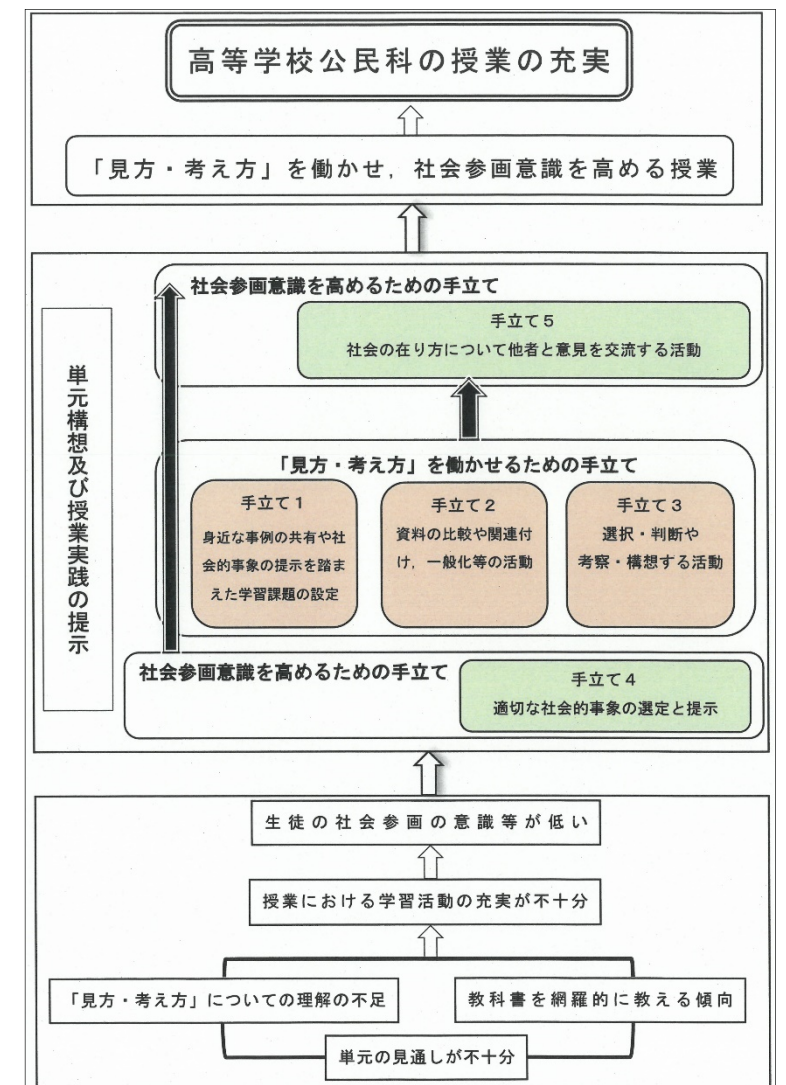 高等学校公民科の授業の充実
「見方・考え方」を働かせ，社会参画意識を高める授業
単元構想及び授業実践の提示
社会参画意識を高めるための手立て
手立て５
社会の在り方について他者と意見を交流する活動
「見方・考え方」を働かせるための手立て
手立て１
身近な事例の共有や社
会的事象の提示を踏ま
えた学習課題の設定
手立て２
資料の比較や関連付
け，一般化等の活動
手立て３
選択・判断や
考察・構想する活動
社会参画意識を高めるための手立て
手立て４
適切な社会的事象の選定と提示
生徒の社会参画の意識等が低い
授業における学習活動の充実が不十分
「見方・考え方」についての理解の不足
教科書を網羅的に教える傾向
単元の見通しが不十分